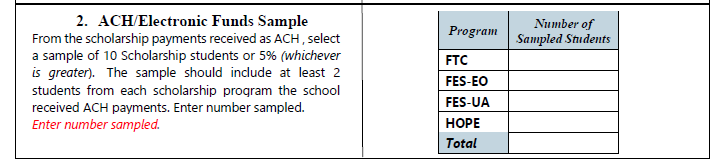 2. ACH/Electronic Funds Sample
From the scholarship payments received as ACH , select
a sample of 10 Scholarship students or 5% (whichever
is greater). The sample should include at least 2
students from each scholarship program the school
received ACH payments. Enter number sampled.
Enter number sampled.
Program Number of
Sampled Students
FTC
FES-EO
FES-UA
HOPE
Total